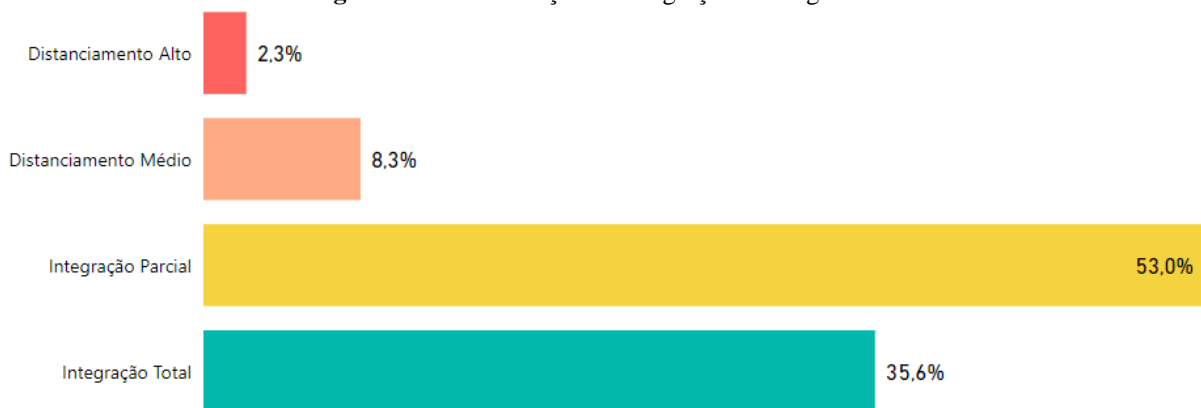 Distanciamento Alto 2,3%
Distanciamento Médio 8,3%
Integração Parcial 53,0%
Integração Total 35,6%